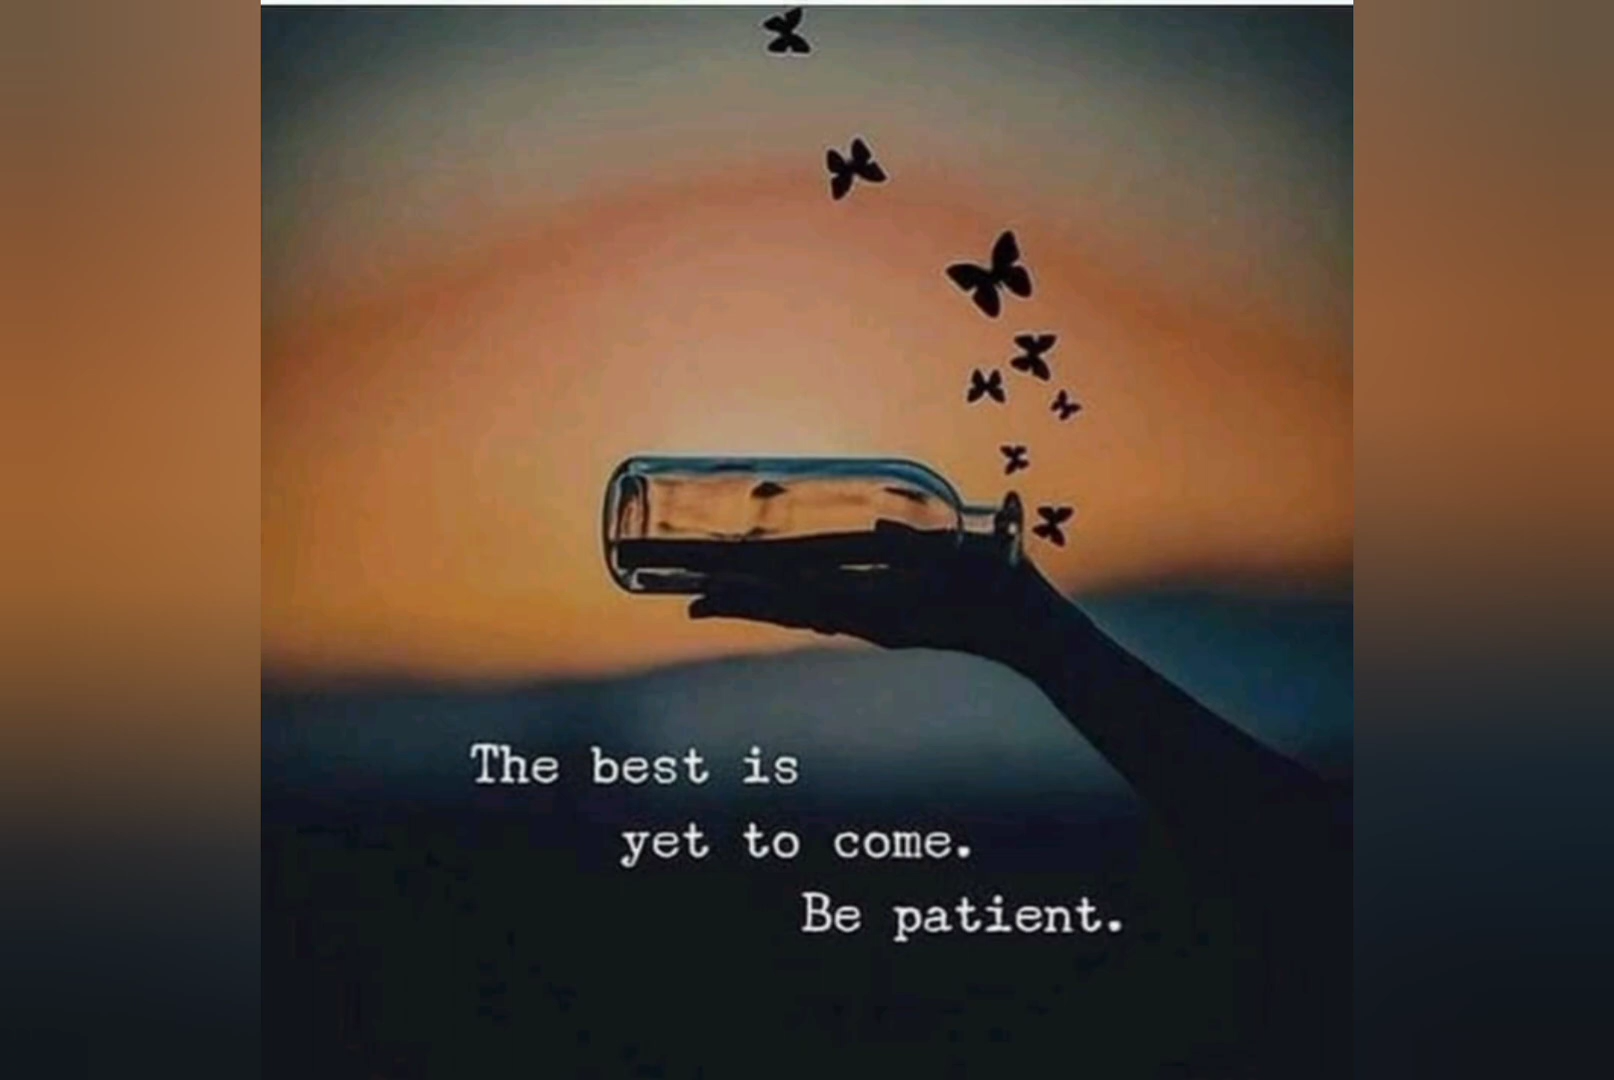 The best is
yet to come.
Be patient.